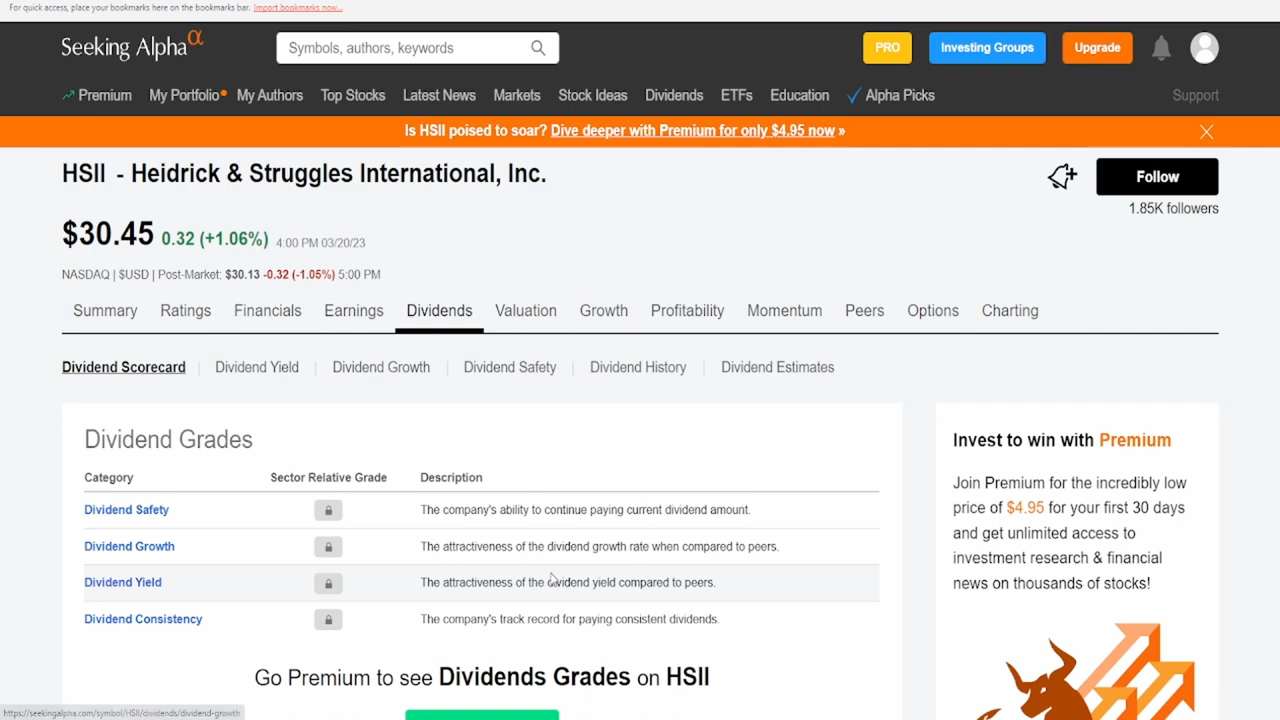 For quick access, place your bookmarks here on the bookmarks bar. Import bookmarks now...
Seeking Alphaα
Symbols, authors, keywords
PRO
Investing Groups
Upgrade
Premium My Portfolio My Authors Top Stocks Latest News Markets Stock Ideas Dividends ETFs Education Alpha Picks Support
Is HSII poised to soar? Dive deeper with Premium for only $4.95 now »
HSII - Heidrick & Struggles International, Inc.
Follow
1.85K followers
$30.45 0.32 (+1.06%) 4:00 PM 03/20/23
NASDAQ | $USD | Post-Market: $30.13 -0.32 (-1.05%) 5:00 PM
Summary Ratings Financials Earnings Dividends Valuation Growth Profitability Momentum Peers Options Charting
Dividend Scorecard | Dividend Yield | Dividend Growth | Dividend Safety | Dividend History | Dividend Estimates
Dividend Grades
Category Sector Relative Grade Description
Dividend Safety The company's ability to continue paying current dividend amount.
Dividend Growth The attractiveness of the dividend growth rate when compared to peers.
Dividend Yield The attractiveness of the dividend yield compared to peers.
Dividend Consistency The company's track record for paying consistent dividends.
Go Premium to see Dividends Grades on HSII
Invest to win with Premium
Join Premium for the incredibly low
price of $4.95 for your first 30 days
and get unlimited access to
investment research & financial
news on thousands of stocks!
https://seekingalpha.com/symbol/HSII/dividends/dividend-growth